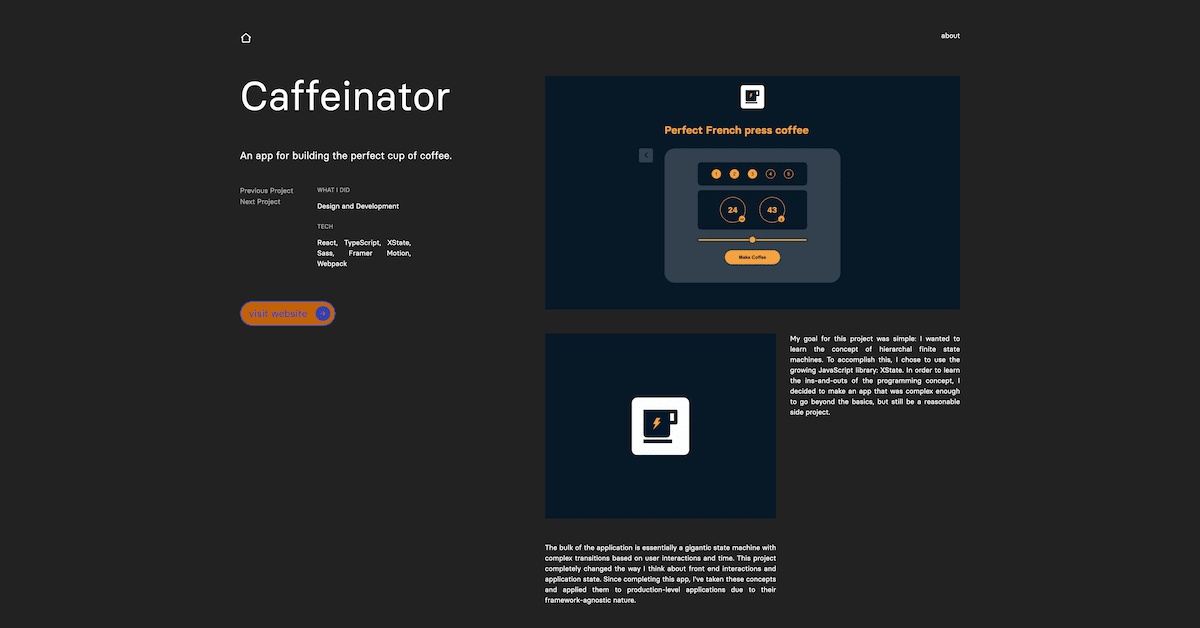 about
Caffeinator
An app for building the perfect cup of coffee.
Previous Project
Next Project
WHAT I DID
Design and Development
TECH
React, TypeScript, XState,
Sass, Framer Motion,
Webpack
visit website
Perfect French press coffee
1 2 3 4 5
24 43
Make Coffee
My goal for this project was simple: I wanted to
learn the concept of hierarchal finite state
machines. To accomplish this, I chose to use the
growing JavaScript library: XState. In order to learn
the ins-and-outs of the programming concept, I
decided to make an app that was complex enough
to go beyond the basics, but still be a reasonable
side project.
The bulk of the application is essentially a gigantic state machine with
complex transitions based on user interactions and time. This project
completely changed the way I think about front end interactions and
application state. Since completing this app, I've taken these concepts
and applied them to production-level applications due to their
framework-agnostic nature.